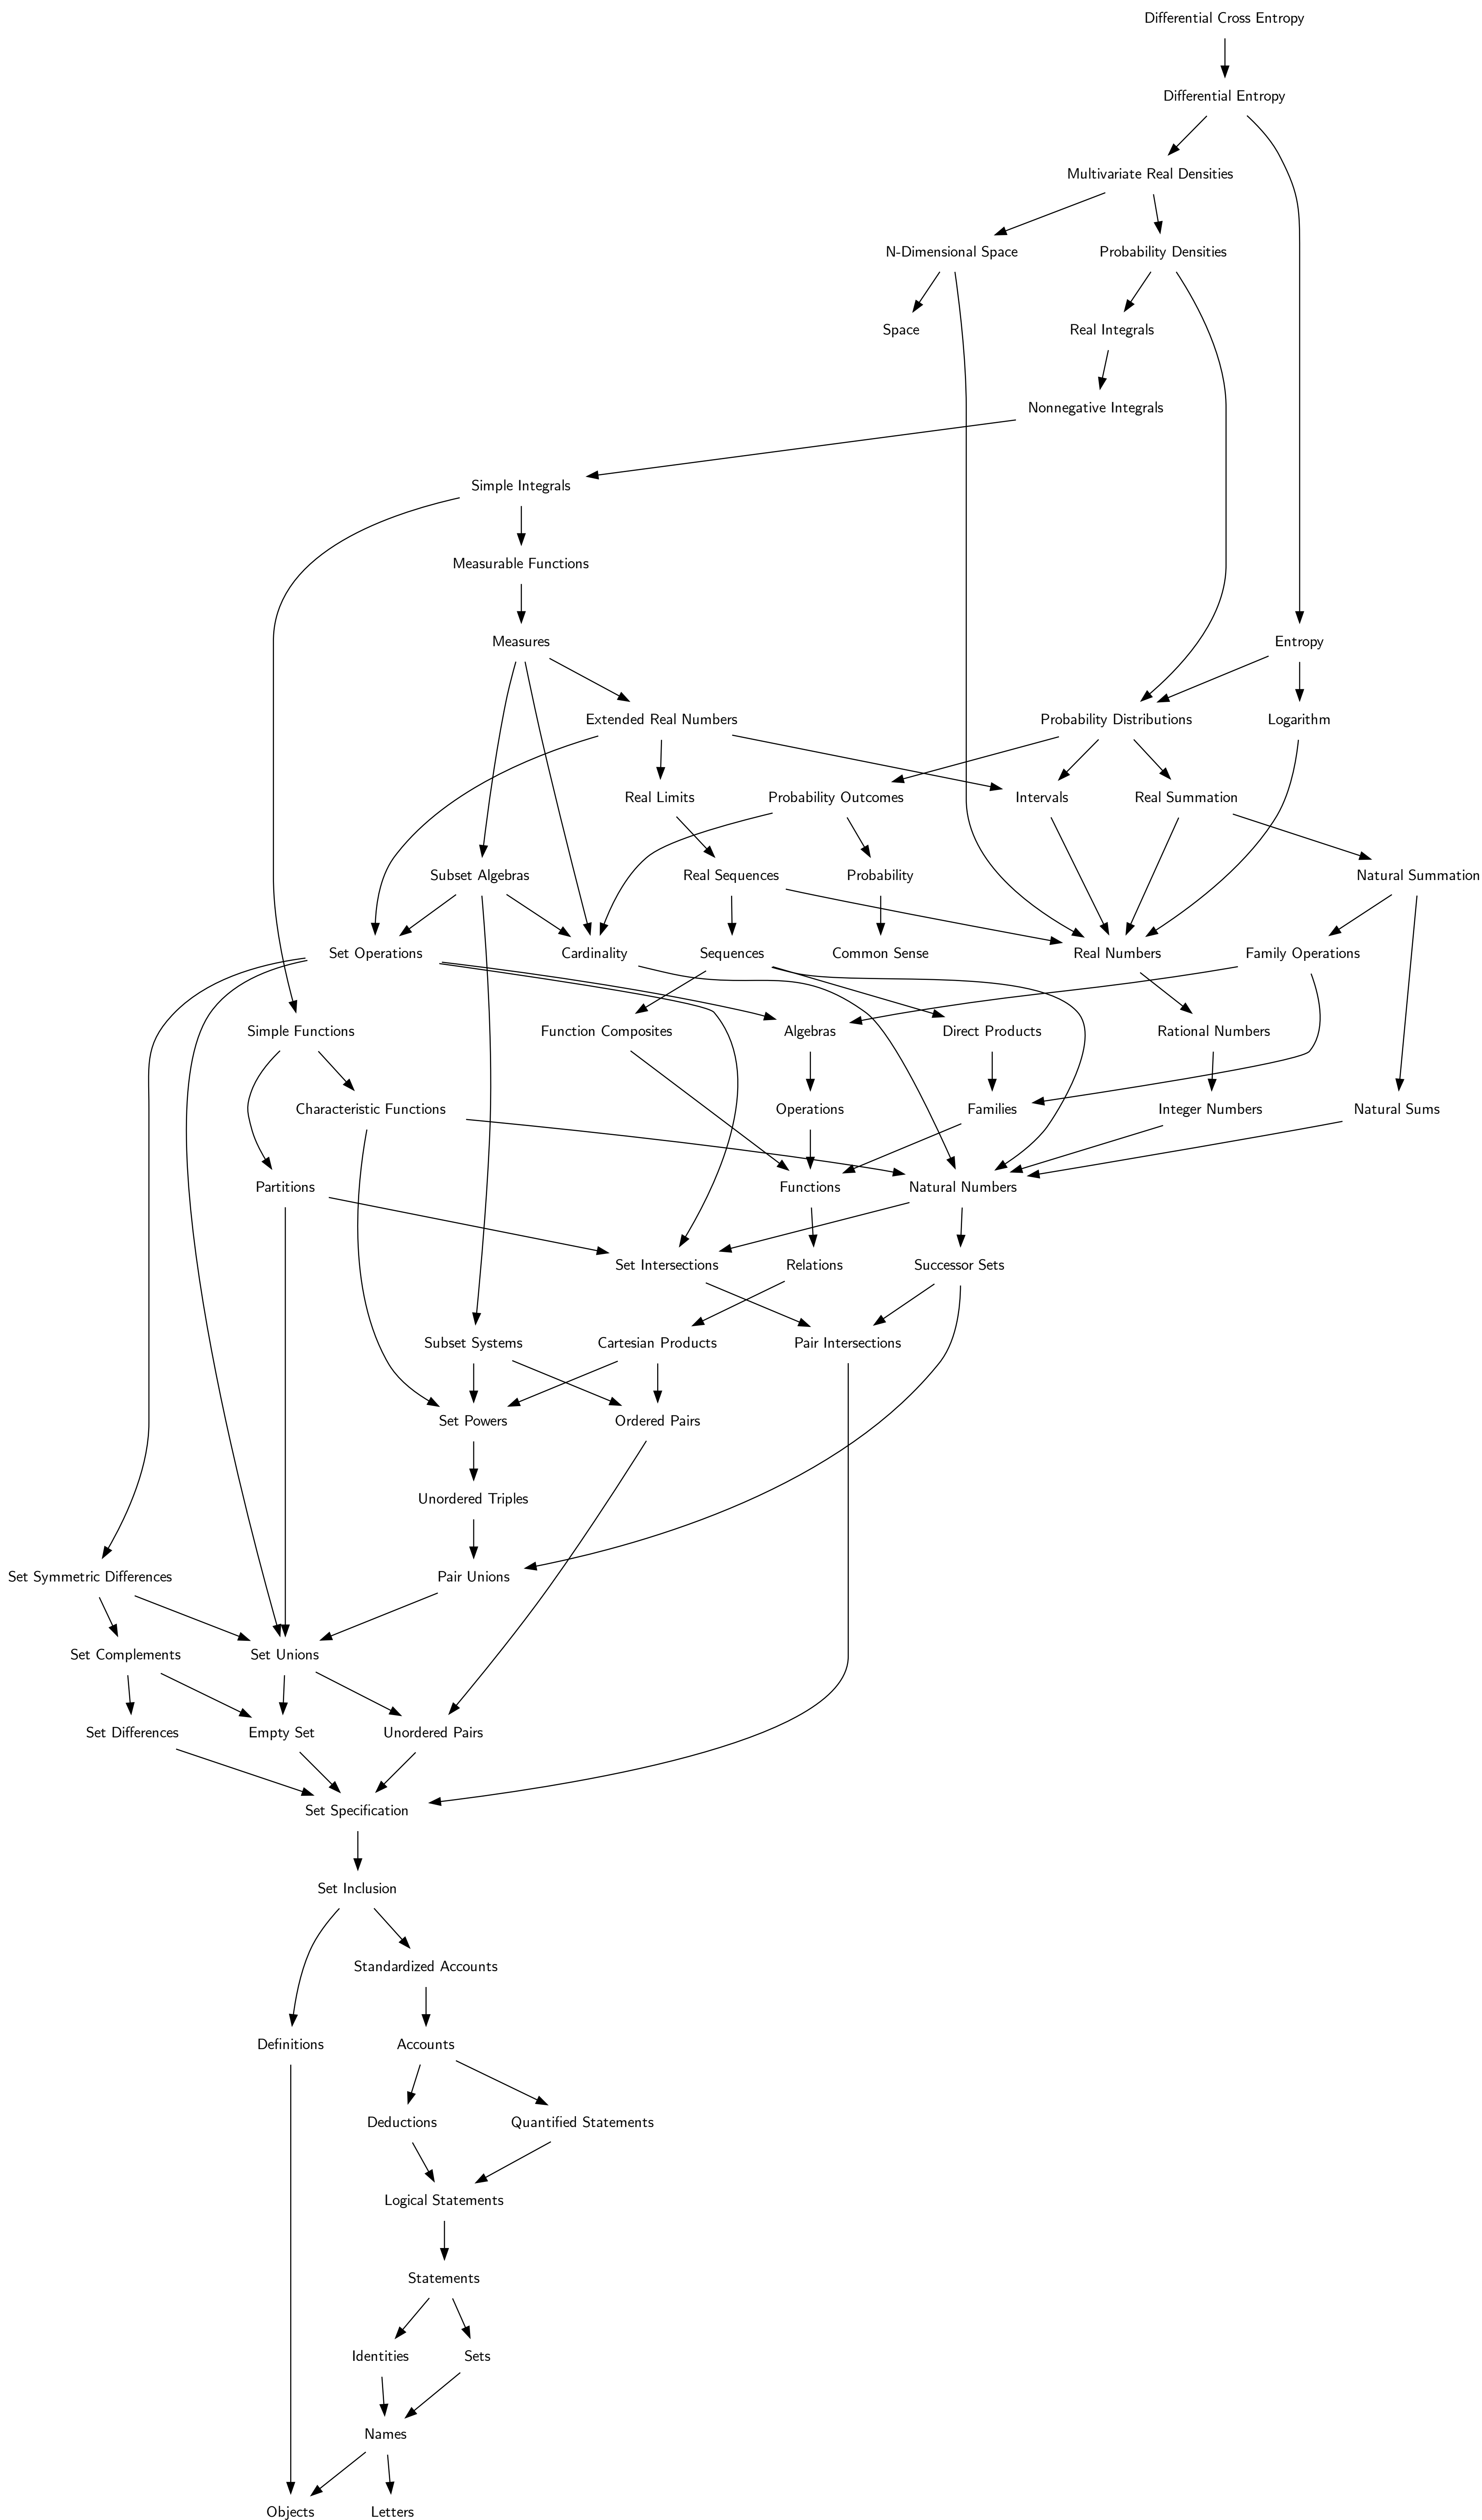 Differential Cross Entropy
Differential Entropy
Multivariate Real Densities
N-Dimensional Space
Probability Densities
Space
Real Integrals
Nonnegative Integrals
Simple Integrals
Measurable Functions
Measures
Entropy
Extended Real Numbers
Probability Distributions
Logarithm
Real Limits
Probability Outcomes
Intervals
Real Summation
Subset Algebras
Real Sequences
Probability
Natural Summation
Set Operations
Cardinality
Sequences
Common Sense
Real Numbers
Family Operations
Simple Functions
Function Composites
Algebras
Direct Products
Rational Numbers
Characteristic Functions
Operations
Families
Integer Numbers
Natural Sums
Partitions
Functions
Natural Numbers
Set Intersections
Relations
Successor Sets
Subset Systems
Cartesian Products
Pair Intersections
Set Powers
Ordered Pairs
Unordered Triples
Set Symmetric Differences
Pair Unions
Set Complements
Set Unions
Set Differences
Empty Set
Unordered Pairs
Set Specification
Set Inclusion
Standardized Accounts
Definitions
Accounts
Deductions
Quantified Statements
Logical Statements
Statements
Identities
Sets
Names
Objects
Letters